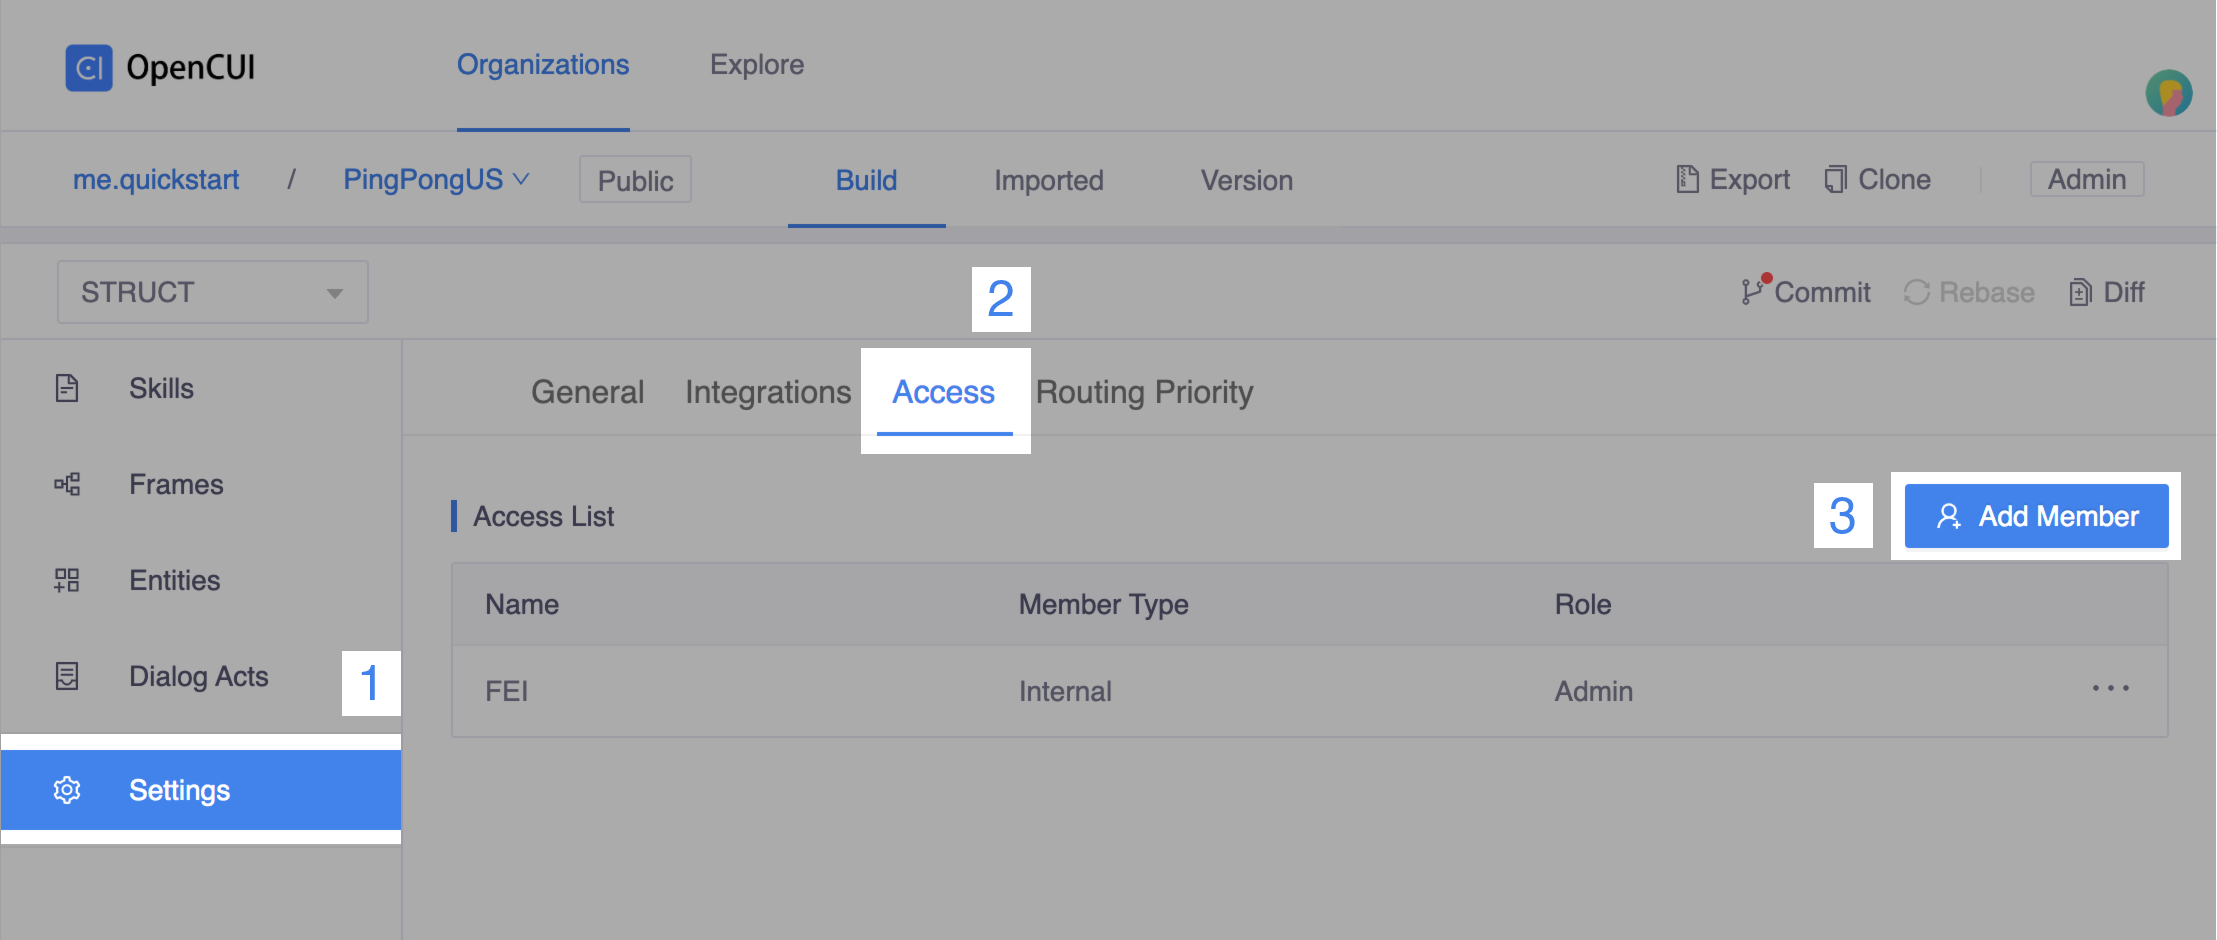 CI OpenCUI Organizations Explore
me.quickstart / PingPongUS Public Build Imported Version Export Clone Admin
STRUCT Commit Rebase Diff
2
Skills General Integrations Access Routing Priority
Frames
Access List 3 Add Member
Entities Name Member Type Role
Dialog Acts 1 FEI Internal Admin ...
Settings